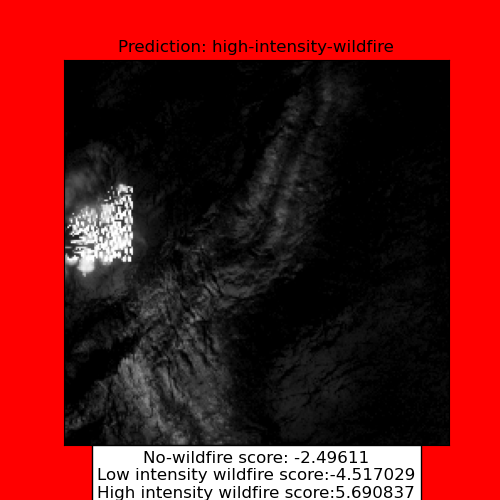 Prediction: high-intensity-wildfire
No-wildfire score: -2.49611
Low intensity wildfire score:-4.517029
High intensity wildfire score:5.690837